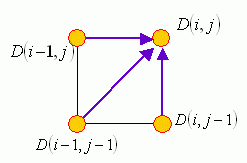 D(i, j)
D(i−1, j)
D(i, j−1)
D(i−1, j−1)